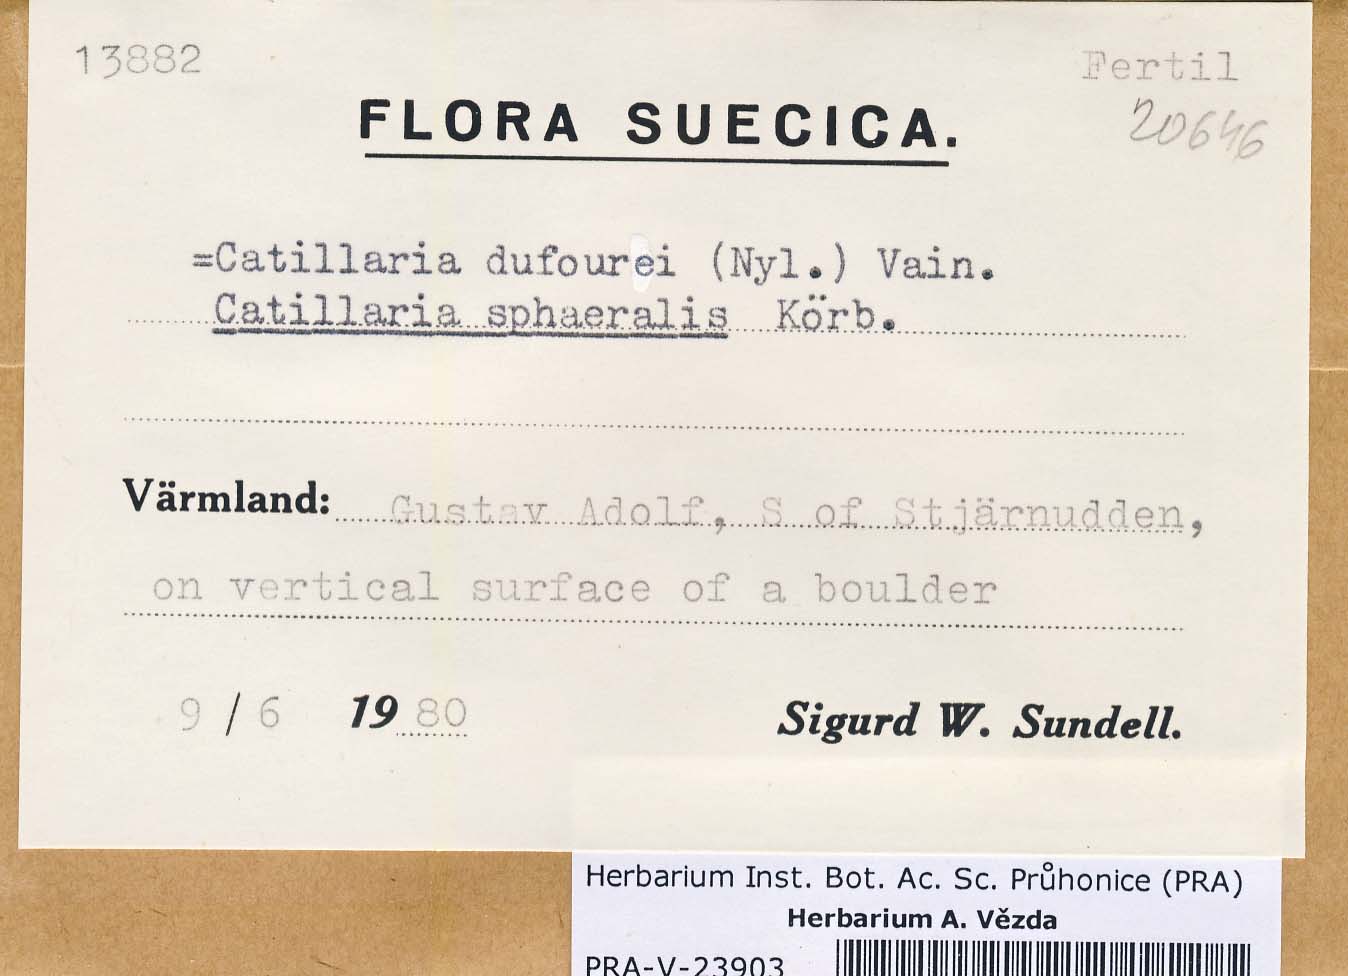 13882
Fertil
20646
FLORA SUECICA.
=Catillaria dufourei (Nyl.) Vain.
Catillaria sphaeralis Körb.
Värmland: Gustav Adolf, S of Stjärnudden,
on vertical surface of a boulder
9 / 6 1980
Sigurd W. Sundell.
Herbarium Inst. Bot. Ac. Sc. Průhonice (PRA)
Herbarium A. Vězda
PRA-V-23903